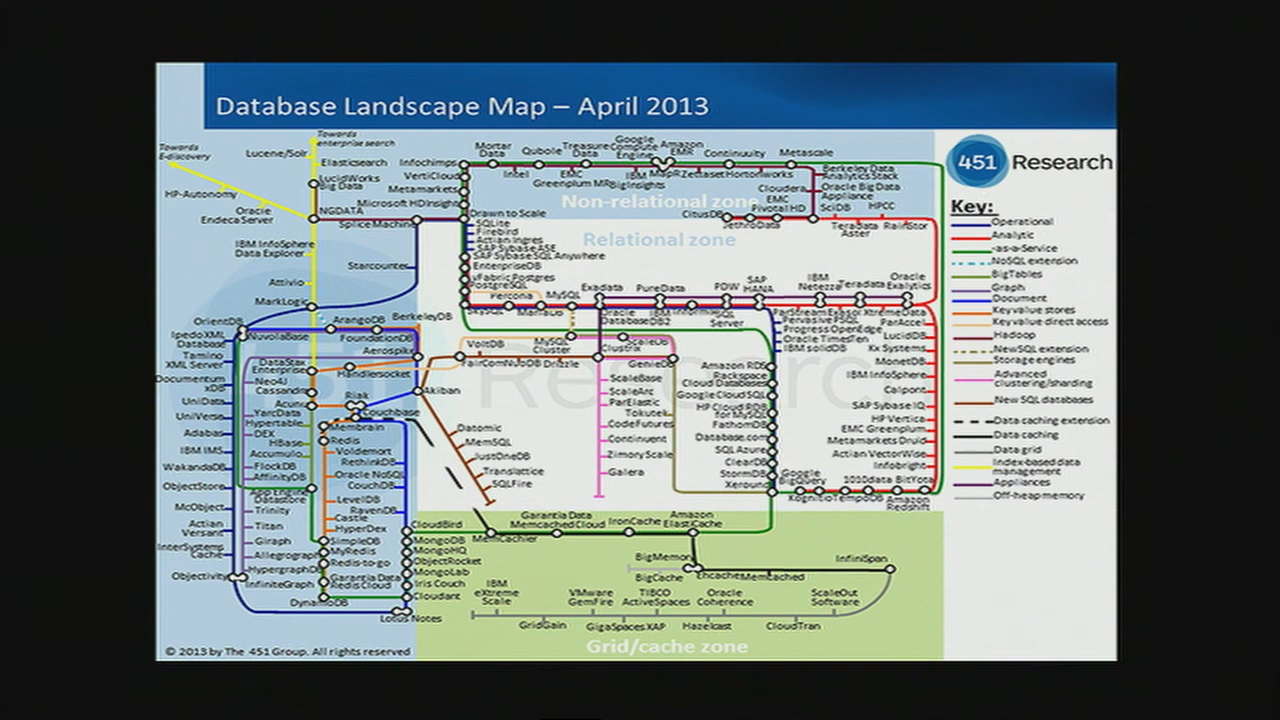 Database Landscape Map – April 2013
Towards
E-discovery
Towards
enterprise search
Lucene/Solr
Elasticsearch
LucidWorks
Big Data
HP-Autonomy
Oracle
Endeca Server
NGDATA
IBM InfoSphere
Data Explorer
Attivio
MarkLogic
Splice Machine
Starcounter
Infochimps
VertiCloud
Metamarkets
Microsoft HDInsight
Mortar
Data
Qubole
Treasure
Data
Google
Compute
Engine
Amazon
EMR
Continuuity
Metascale
Intel
EMC
Greenplum MR
IBM
BigInsights
MapR
Zettaset
Hortonworks
Cloudera
EMC
Pivotal HD
Berkeley Data
Analytics Stack
Oracle Big Data
Appliance
Non-relational zone
Relational zone
CitusDB
JethroData
SciDB
HPCC
Teradata
Aster
RainStor
Drawn to Scale
SQLite
Firebird
Actian Ingres
SAP Sybase ASE
SAP Sybase SQL Anywhere
EnterpriseDB
vFabric Postgres
PostgreSQL
Percona
MySQL
SkySQL
MariaDB
Exadata
PureData
PDW
SAP
HANA
IBM
Netezza
Teradata
Oracle
Exalytics
Oracle
Database
IBM
DB2
Informix
SQL
Server
ParStream
Exasol
XtremeData
Pervasive PSQL
Progress OpenEdge
Oracle TimesTen
IBM solidDB
ParAccel
LucidDB
Kx Systems
MonetDB
IBM InfoSphere
Calpont
SAP Sybase IQ
HP Vertica
EMC Greenplum
Metamarkets Druid
Actian VectorWise
Infobright
OrientDB
IpedoXML
Database
Tamino
XML Server
Documentum
xDB
UniData
UniVerse
Adabas
IBM IMS
WakandaDB
ObjectStore
McObject
Actian
Versant
InterSystems
Cache
Objectivity
NuvolaBase
ArangoDB
BerkeleyDB
FoundationDB
Aerospike
DataStax
Enterprise
Handlersocket
Neo4J
Cassandra
Acunu
Riak
Couchbase
Akiban
YarcData
Hypertable
DEX
HBase
Accumulo
FlockDB
AffinityDB
App Engine
Datastore
Trinity
Titan
Giraph
Allegrograph
HypergraphDB
InfiniteGraph
Membrain
Redis
Voldemort
RethinkDB
Oracle NoSQL
CouchDB
LevelDB
RavenDB
Castle
HyperDex
SimpleDB
MyRedis
Redis-to-go
Garantia Data
Redis Cloud
DynamoDB
CloudBird
MongoDB
MongoHQ
ObjectRocket
MongoLab
Iris Couch
Cloudant
Lotus Notes
VoltDB
FairCom
NuoDB
Drizzle
MySQL
Cluster
ScaleDB
Clustrix
GenieDB
ScaleBase
ScaleArc
ParElastic
Tokutek
CodeFutures
Continuent
Zimory Scale
Galera
Datomic
MemSQL
JustOneDB
Translattice
SQLFire
Amazon RDS
Rackspace
Cloud Databases
Google Cloud SQL
HP Cloud RDB
for MySQL
FathomDB
Database.com
SQL Azure
ClearDB
StormDB
Xeround
Google
BigQuery
1010data
BitYota
Kognitio
TempoDB
Amazon
Redshift
MemCachier
Garantia Data
Memcached Cloud
IronCache
Amazon
ElastiCache
BigMemory
BigCache
Ehcache
Memcached
InfiniSpan
IBM
eXtreme
Scale
VMware
GemFire
TIBCO
ActiveSpaces
Oracle
Coherence
ScaleOut
Software
GridGain
GigaSpaces XAP
Hazelcast
CloudTran
Grid/cache zone
451 Research
Key:
Operational
Analytic
-as-a-Service
NoSQL extension
BigTables
Graph
Document
Key value stores
Key value direct access
Hadoop
NewSQL extension
Storage engines
Advanced
clustering/sharding
New SQL databases
Data caching extension
Data caching
Data grid
Index-based data
management
Appliances
Off-heap memory
© 2013 by The 451 Group. All rights reserved